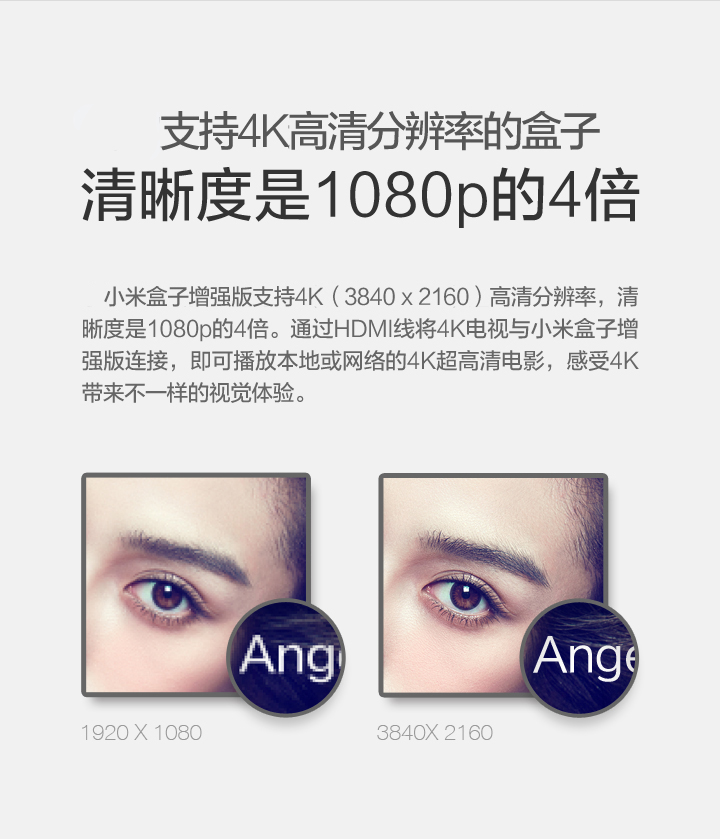 支持4K高清分辨率的盒子
清晰度是1080p的4倍
小米盒子增强版支持4K（3840 x 2160）高清分辨率，清
晰度是1080p的4倍。通过HDMI线将4K电视与小米盒子增
强版连接，即可播放本地或网络的4K超高清电影，感受4K
带来不一样的视觉体验。
Ang
Ange
1920 X 1080
3840X 2160